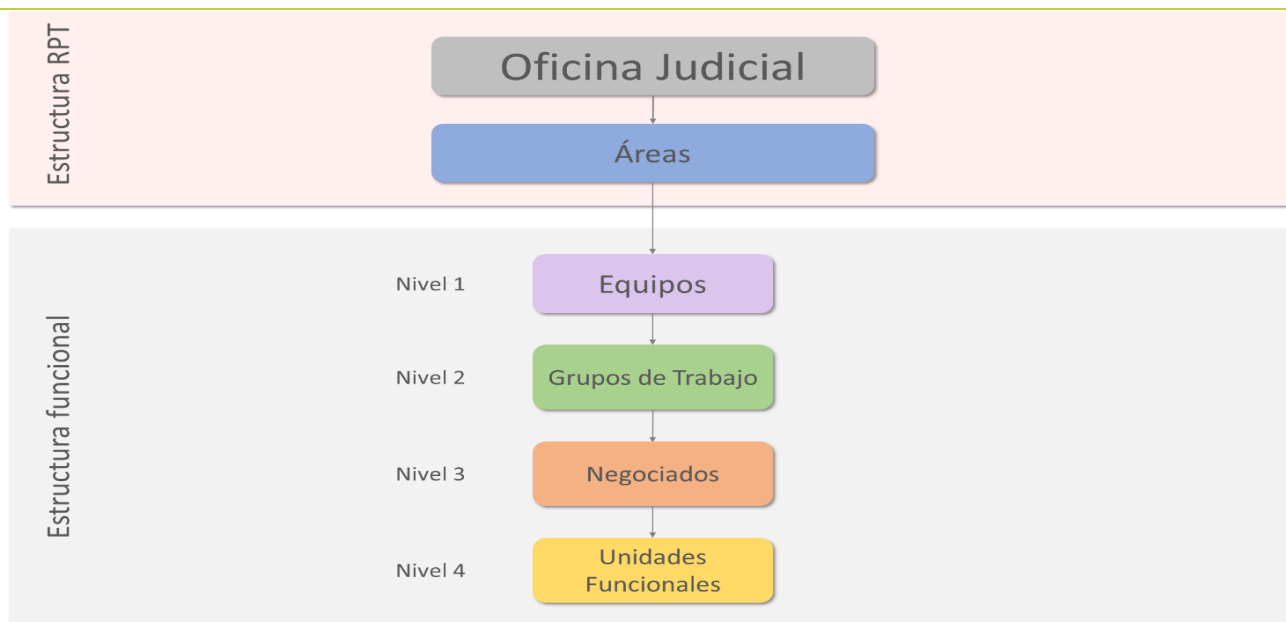 Estructura RPT
Oficina Judicial
Áreas
Estructura funcional
Nivel 1
Equipos
Nivel 2
Grupos de Trabajo
Nivel 3
Negociados
Nivel 4
Unidades
Funcionales